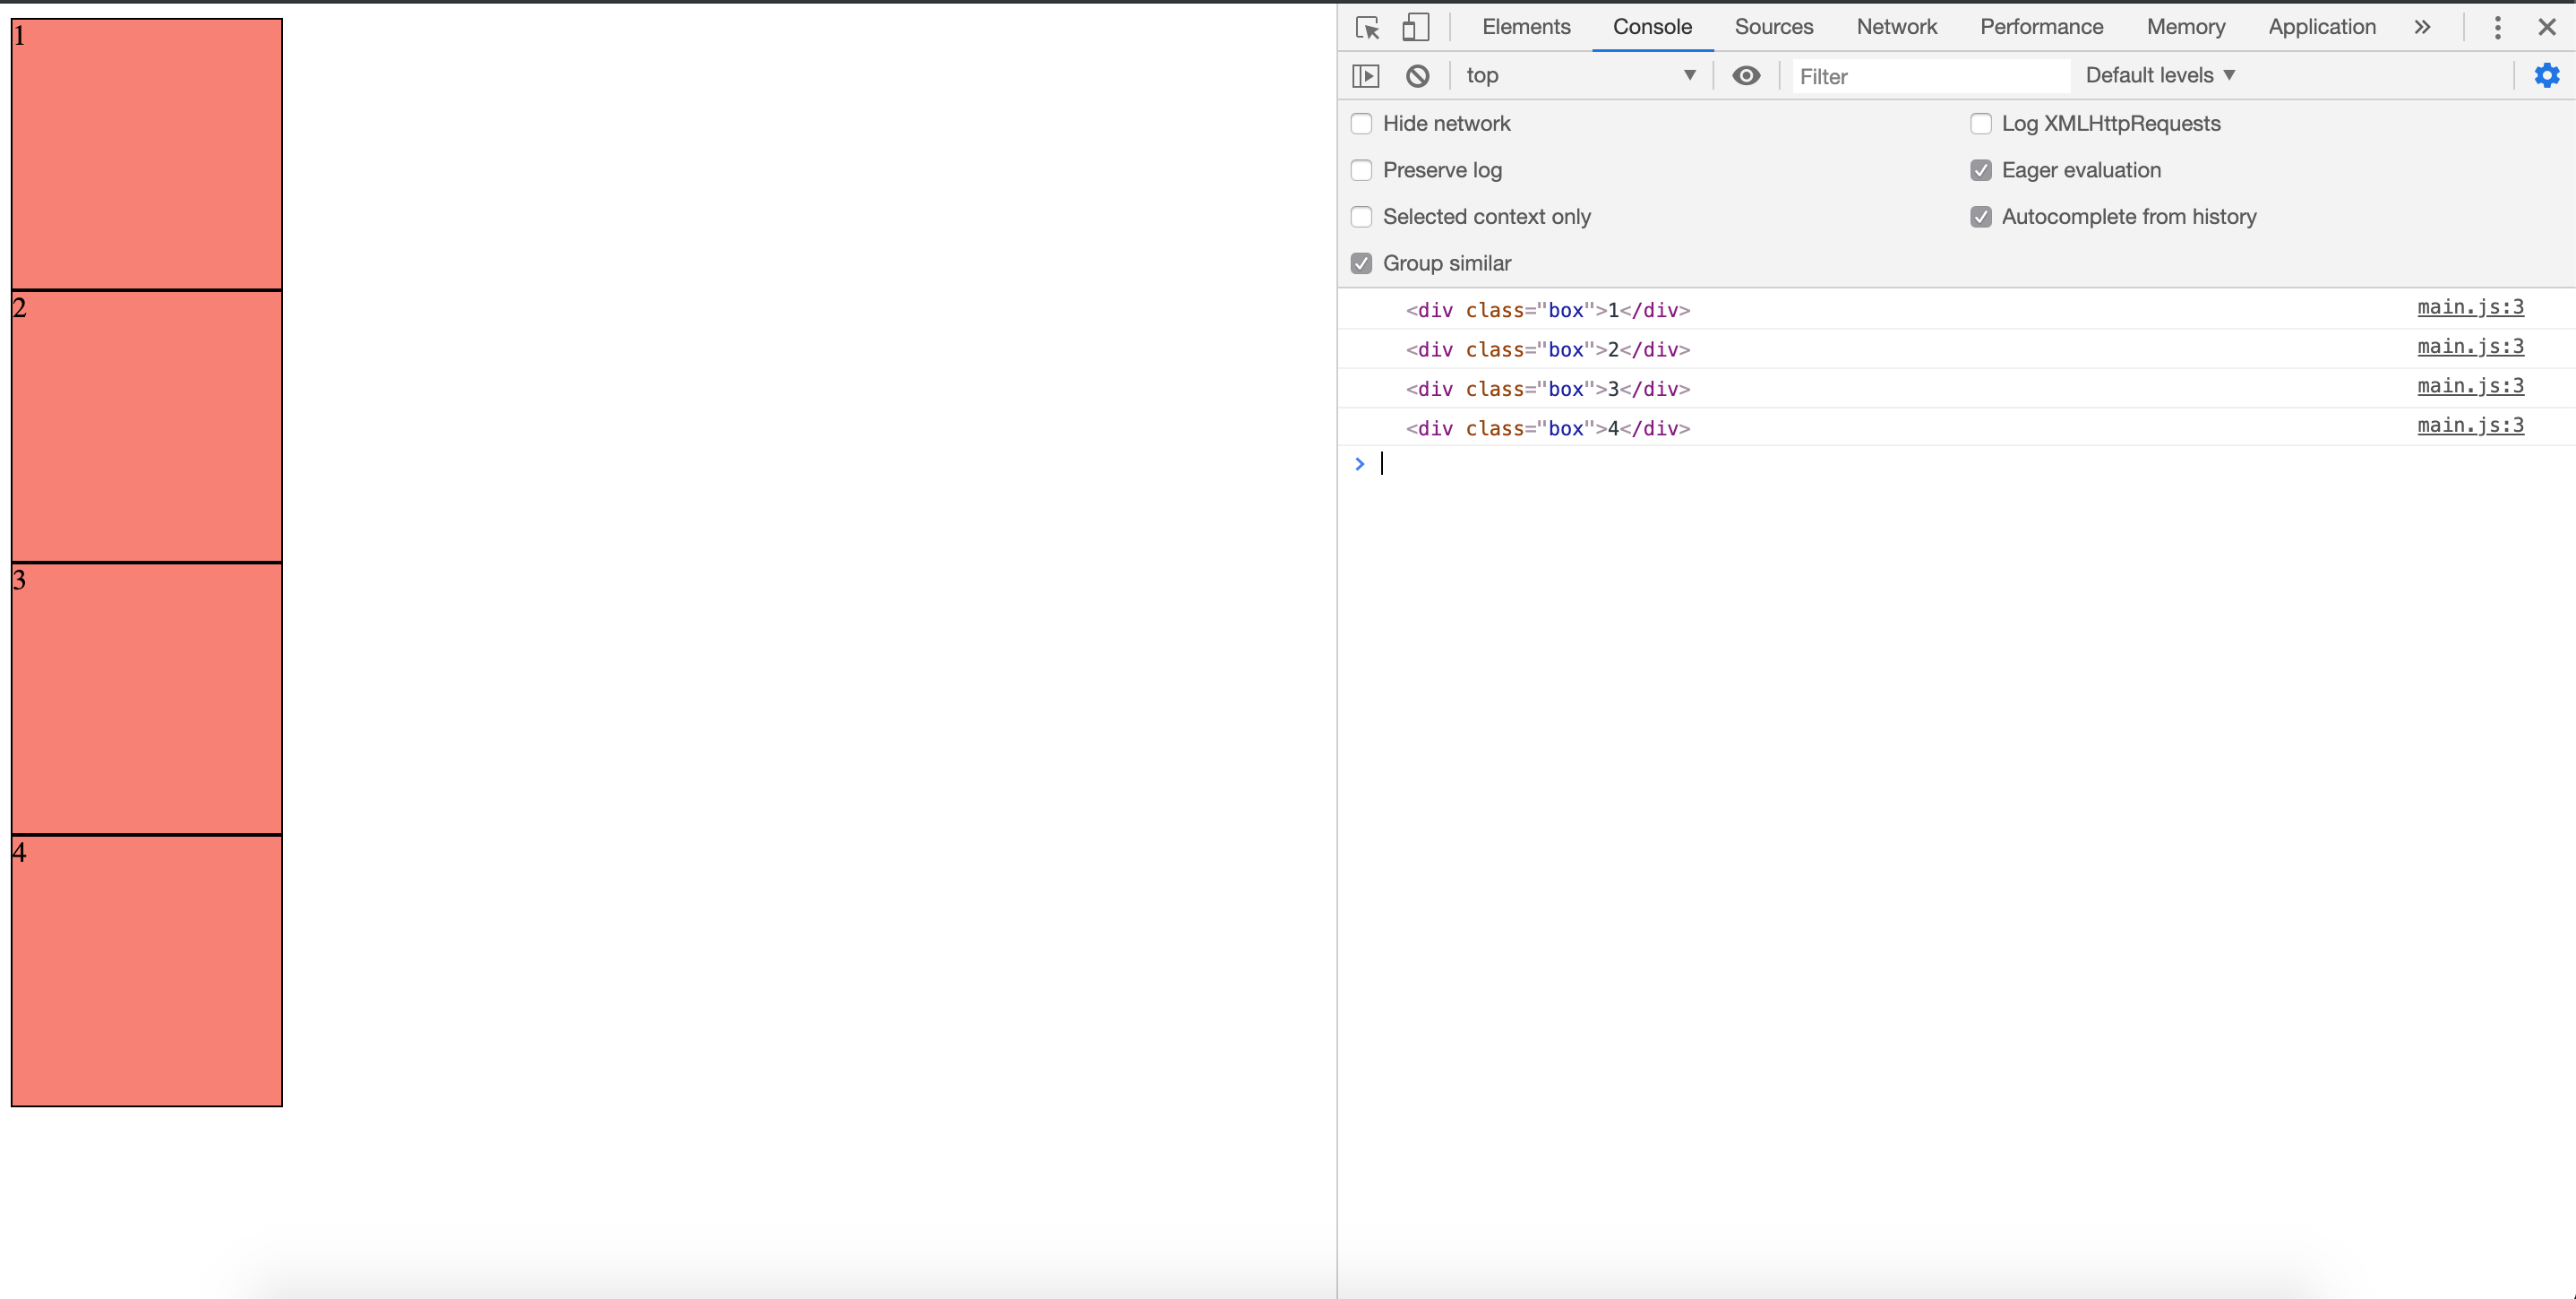 1
2
3
4
Elements Console Sources Network Performance Memory Application »
top ▼ Filter Default levels ▼
Hide network Log XMLHttpRequests
Preserve log Eager evaluation
Selected context only Autocomplete from history
Group similar
<div class="box">1</div> main.js:3
<div class="box">2</div> main.js:3
<div class="box">3</div> main.js:3
<div class="box">4</div> main.js:3
>